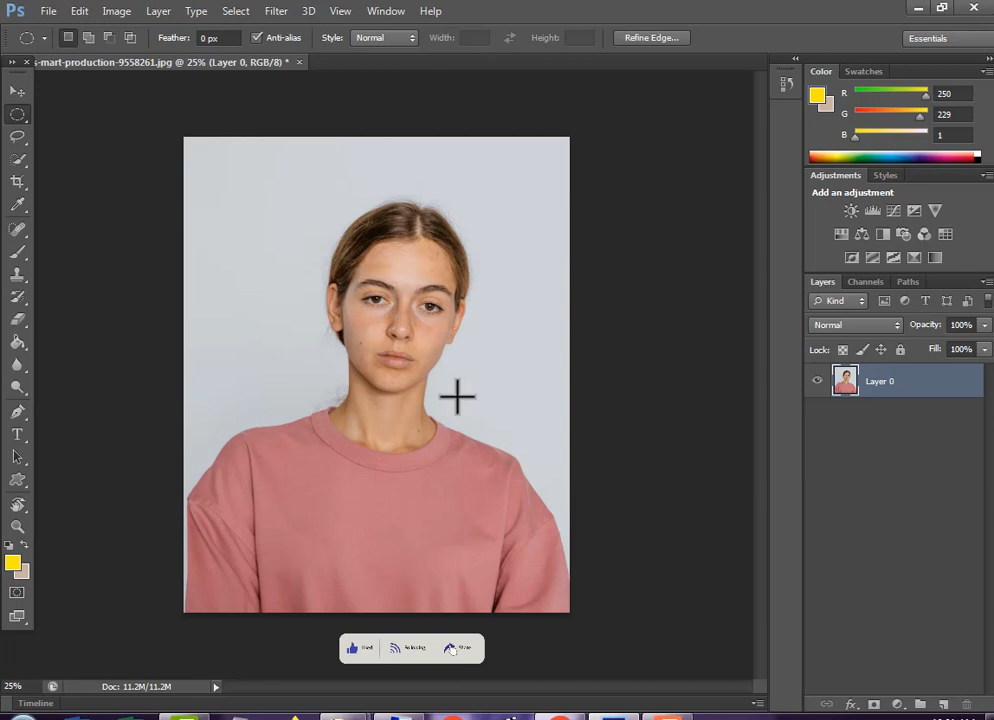 Ps File Edit Image Layer Type Select Filter 3D View Window Help
Feather: 0 px Anti-alias Style: Normal Width: Height: Refine Edge... Essentials
s-mart-production-9558261.jpg @ 25% (Layer 0, RGB/8) *
Color Swatches
R 250
G 229
B 1
Adjustments Styles
Add an adjustment
Layers Channels Paths
Kind
Normal Opacity: 100%
Lock: Fill: 100%
Layer 0
Following Share
25% Doc: 11.2M/11.2M
Timeline